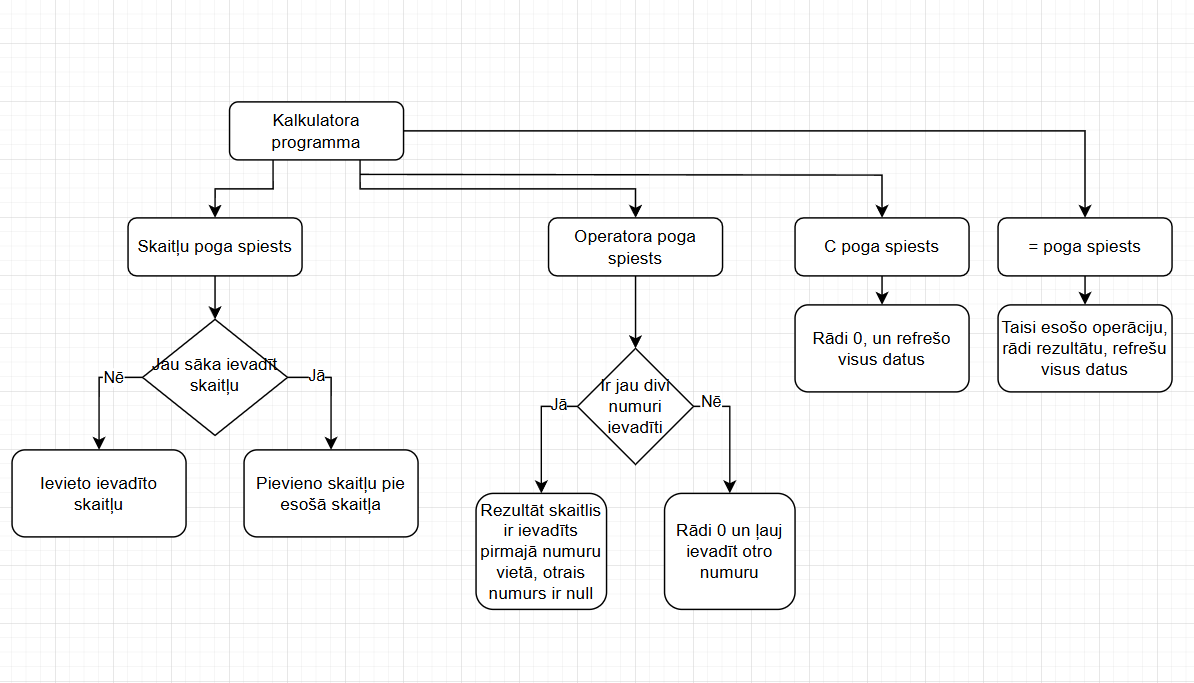 Kalkulatora
programma
Skaitļu poga spiests
Operatora poga
spiests
C poga spiests
= poga spiests
Rādi 0, un refrešo
visus datus
Taisi esošo operāciju,
rādi rezultātu, refrešu
visus datus
Jau sāka ievadīt
skaitļu
Nē
Jā
Ir jau divi
numuri
ievadīti
Jā
Nē
Ievieto ievadīto
skaitļu
Pievieno skaitļu pie
esošā skaitļa
Rezultāt skaitlis
ir ievadīts
pirmajā numuru
vietā, otrais
numurs ir null
Rādi 0 un ļauj
ievadīt otro
numuru